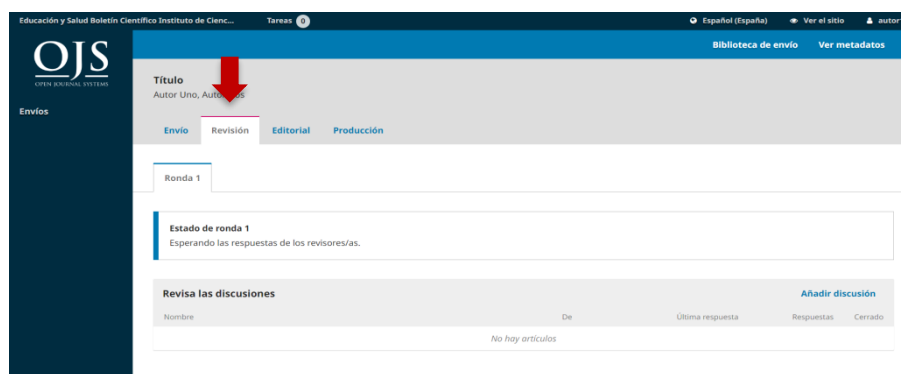 Educación y Salud Boletín Científico Instituto de Cienc... Tareas 0 Español (España) Ver el sitio autor
OJS
OPEN JOURNAL SYSTEMS
Biblioteca de envío Ver metadatos
Título
Autor Uno,
Envíos
Envío Revisión Editorial Producción
Ronda 1
Estado de ronda 1
Esperando las respuestas de los revisores/as.
Revisa las discusiones Añadir discusión
Nombre De Última respuesta Respuestas Cerrado
No hay artículos